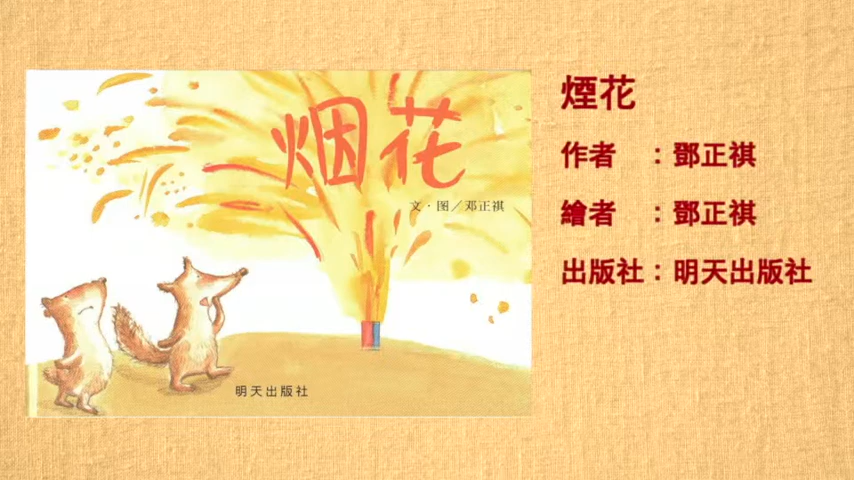 烟花
文·图／邓正祺
明天出版社
煙花
作者　：鄧正祺
繪者　：鄧正祺
出版社：明天出版社